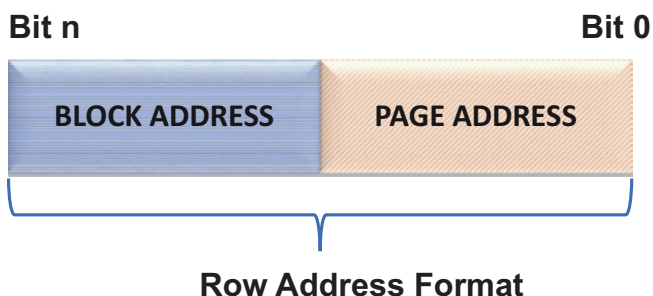 Bit n Bit 0
BLOCK ADDRESS PAGE ADDRESS
Row Address Format